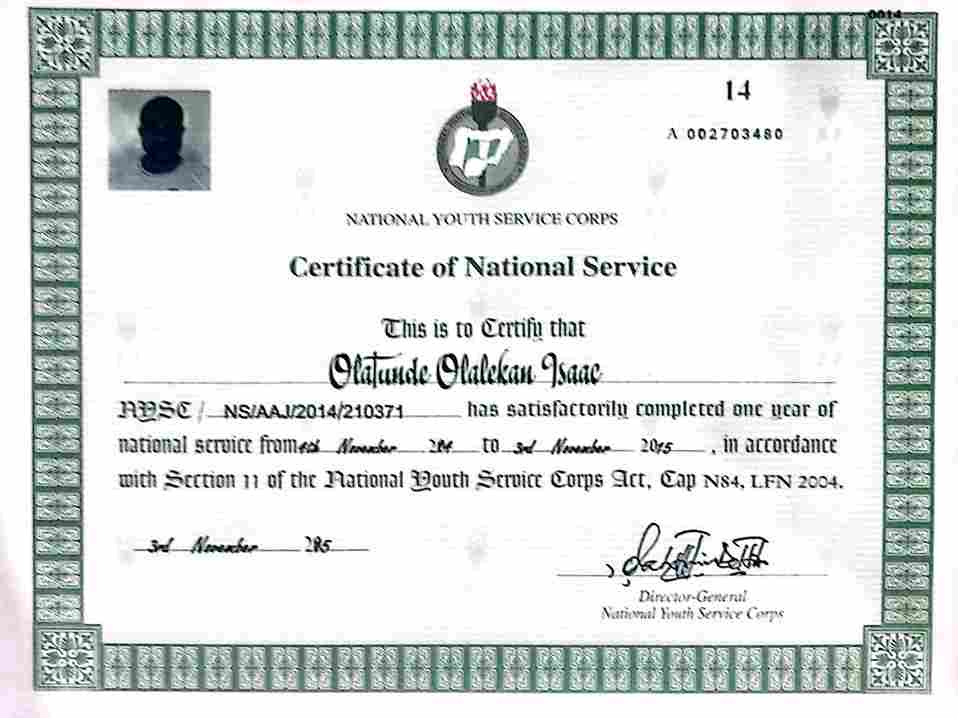 0014
14
A 002703480
NATIONAL YOUTH SERVICE CORPS
Certificate of National Service
This is to Certify that
Olatunde Olalekan Isaac
NYSC/ NS/AAJ/2014/210371 has satisfactorily completed one year of
national service from 4th November 2014 to 3rd November 2015, in accordance
with Section 11 of the National Youth Service Corps Act, Cap N84, LFN 2004.
3rd November 2015
Director-General
National Youth Service Corps